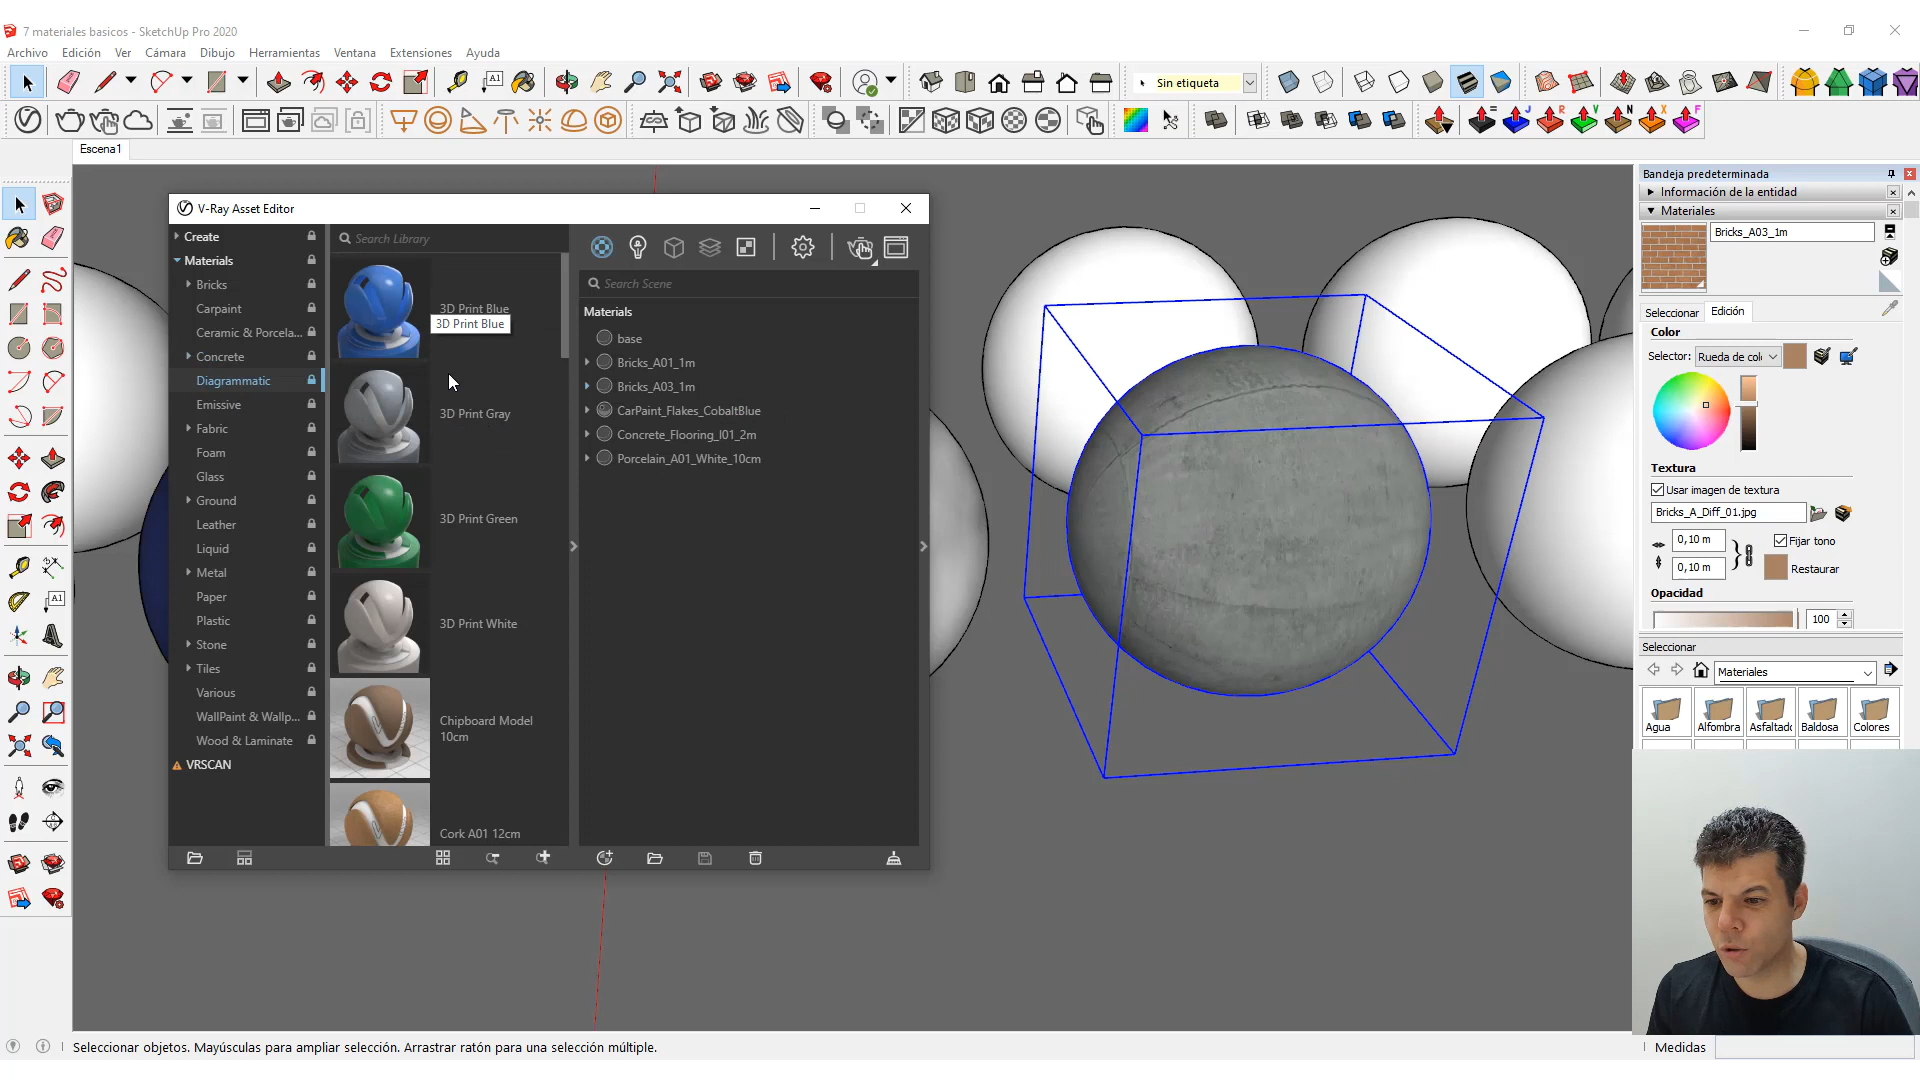 7 materiales basicos - SketchUp Pro 2020
Archivo Edición Ver Cámara Dibujo Herramientas Ventana Extensiones Ayuda
Sin etiqueta
Escena1
V-Ray Asset Editor
Create
Materials
Bricks
Carpaint
Ceramic & Porcela...
Concrete
Diagrammatic
Emissive
Fabric
Foam
Glass
Ground
Leather
Liquid
Metal
Paper
Plastic
Stone
Tiles
Various
WallPaint & Wallp...
Wood & Laminate
VRSCAN
Search Library
3D Print Blue
3D Print Blue
3D Print Gray
3D Print Green
3D Print White
Chipboard Model
10cm
Cork A01 12cm
Search Scene
Materials
base
Bricks_A01_1m
Bricks_A03_1m
CarPaint_Flakes_CobaltBlue
Concrete_Flooring_I01_2m
Porcelain_A01_White_10cm
Bandeja predeterminada
Información de la entidad
Materiales
Bricks_A03_1m
Seleccionar Edición
Color
Selector: Rueda de col
Textura
Usar imagen de textura
Bricks_A_Diff_01.jpg
0,10 m Fijar tono
0,10 m Restaurar
Opacidad
100
Seleccionar
Materiales
Agua Alfombra Asfaltado Baldosa Colores
Seleccionar objetos. Mayúsculas para ampliar selección. Arrastrar ratón para una selección múltiple.
Medidas